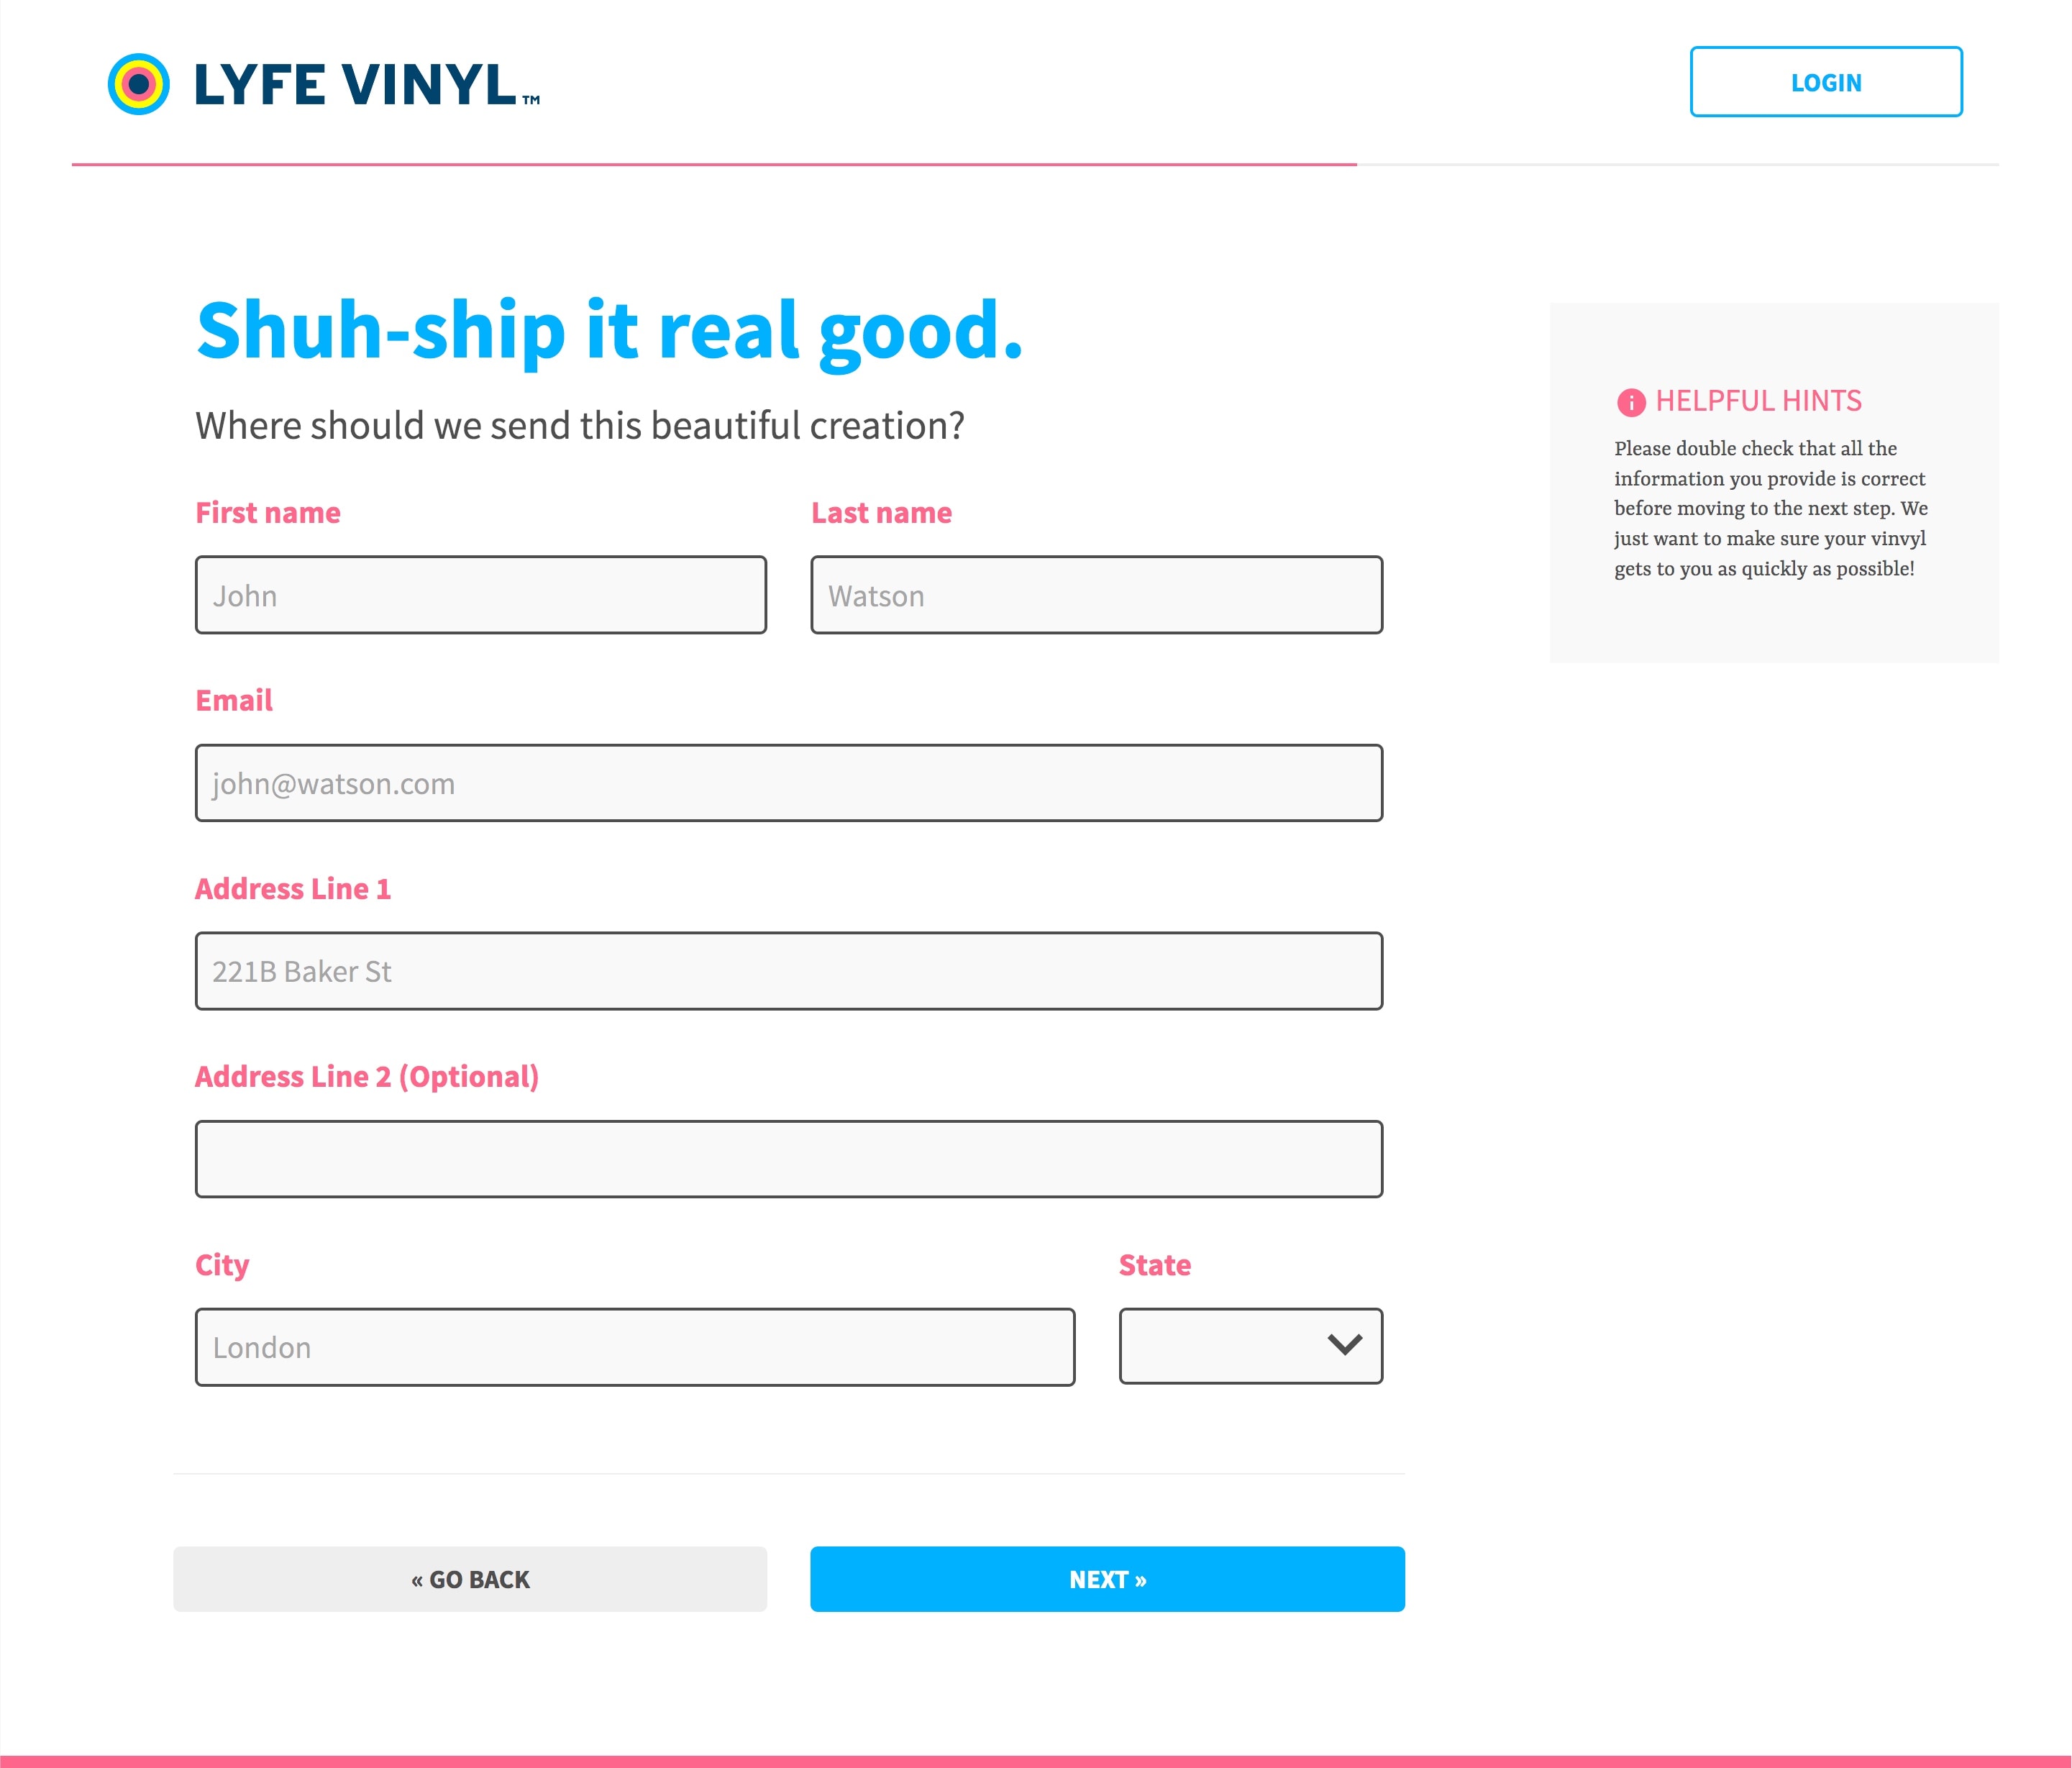 LYFE VINYL™
LOGIN
Shuh-ship it real good.
Where should we send this beautiful creation?
First name
Last name
John
Watson
Email
john@watson.com
Address Line 1
221B Baker St
Address Line 2 (Optional)
City
State
London
« GO BACK
NEXT »
i HELPFUL HINTS
Please double check that all the
information you provide is correct
before moving to the next step. We
just want to make sure your vinvyl
gets to you as quickly as possible!